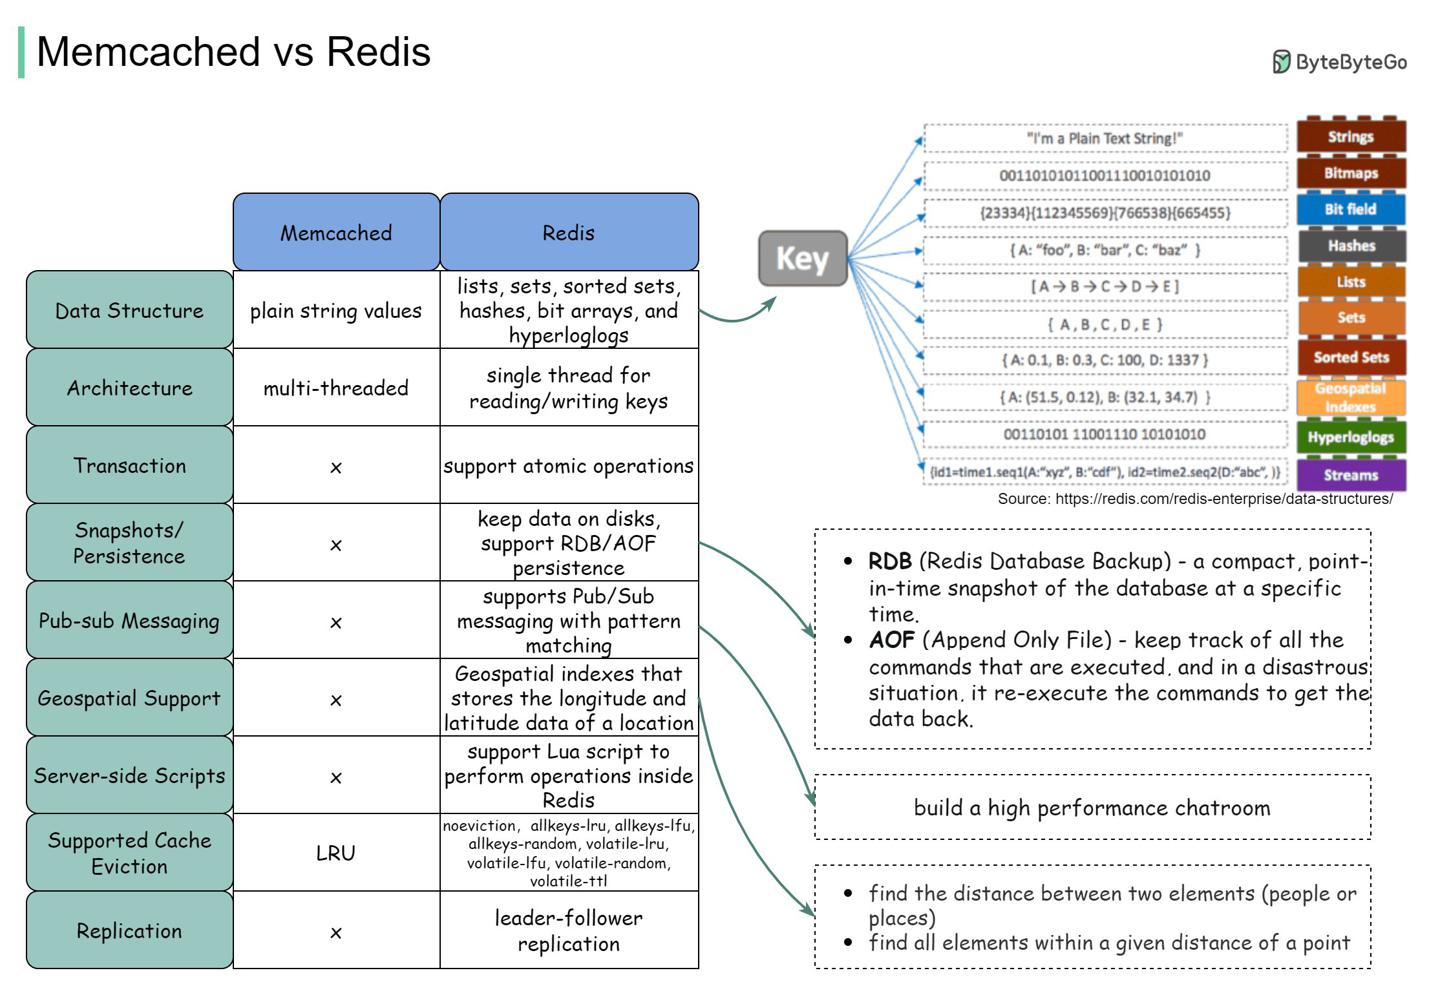 Memcached vs Redis
ByteByteGo
Memcached
Redis
Data Structure
plain string values
lists, sets, sorted sets,
hashes, bit arrays, and
hyperloglogs
Architecture
multi-threaded
single thread for
reading/writing keys
Transaction
x
support atomic operations
Snapshots/
Persistence
x
keep data on disks,
support RDB/AOF
persistence
Pub-sub Messaging
x
supports Pub/Sub
messaging with pattern
matching
Geospatial Support
x
Geospatial indexes that
stores the longitude and
latitude data of a location
Server-side Scripts
x
support Lua script to
perform operations inside
Redis
Supported Cache
Eviction
LRU
noeviction, allkeys-lru, allkeys-lfu,
allkeys-random, volatile-lru,
volatile-lfu, volatile-random,
volatile-ttl
Replication
x
leader-follower
replication
Key
"I'm a Plain Text String!"
Strings
00110101011001110010101010
Bitmaps
{23334}{112345569}{766538}{665455}
Bit field
{ A: “foo”, B: “bar”, C: “baz” }
Hashes
[ A → B → C → D → E ]
Lists
{ A , B , C , D , E }
Sets
{ A: 0.1, B: 0.3, C: 100, D: 1337 }
Sorted Sets
{ A: (51.5, 0.12), B: (32.1, 34.7) }
Geospatial
Indexes
00110101 11001110 10101010
Hyperloglogs
{id1=time1.seq1(A:“xyz”, B:“cdf”), id2=time2.seq2(D:“abc”, )}
Streams
Source: https://redis.com/redis-enterprise/data-structures/
• RDB (Redis Database Backup) - a compact, point-
in-time snapshot of the database at a specific
time.
• AOF (Append Only File) - keep track of all the
commands that are executed, and in a disastrous
situation, it re-execute the commands to get the
data back.
build a high performance chatroom
• find the distance between two elements (people or
places)
• find all elements within a given distance of a point